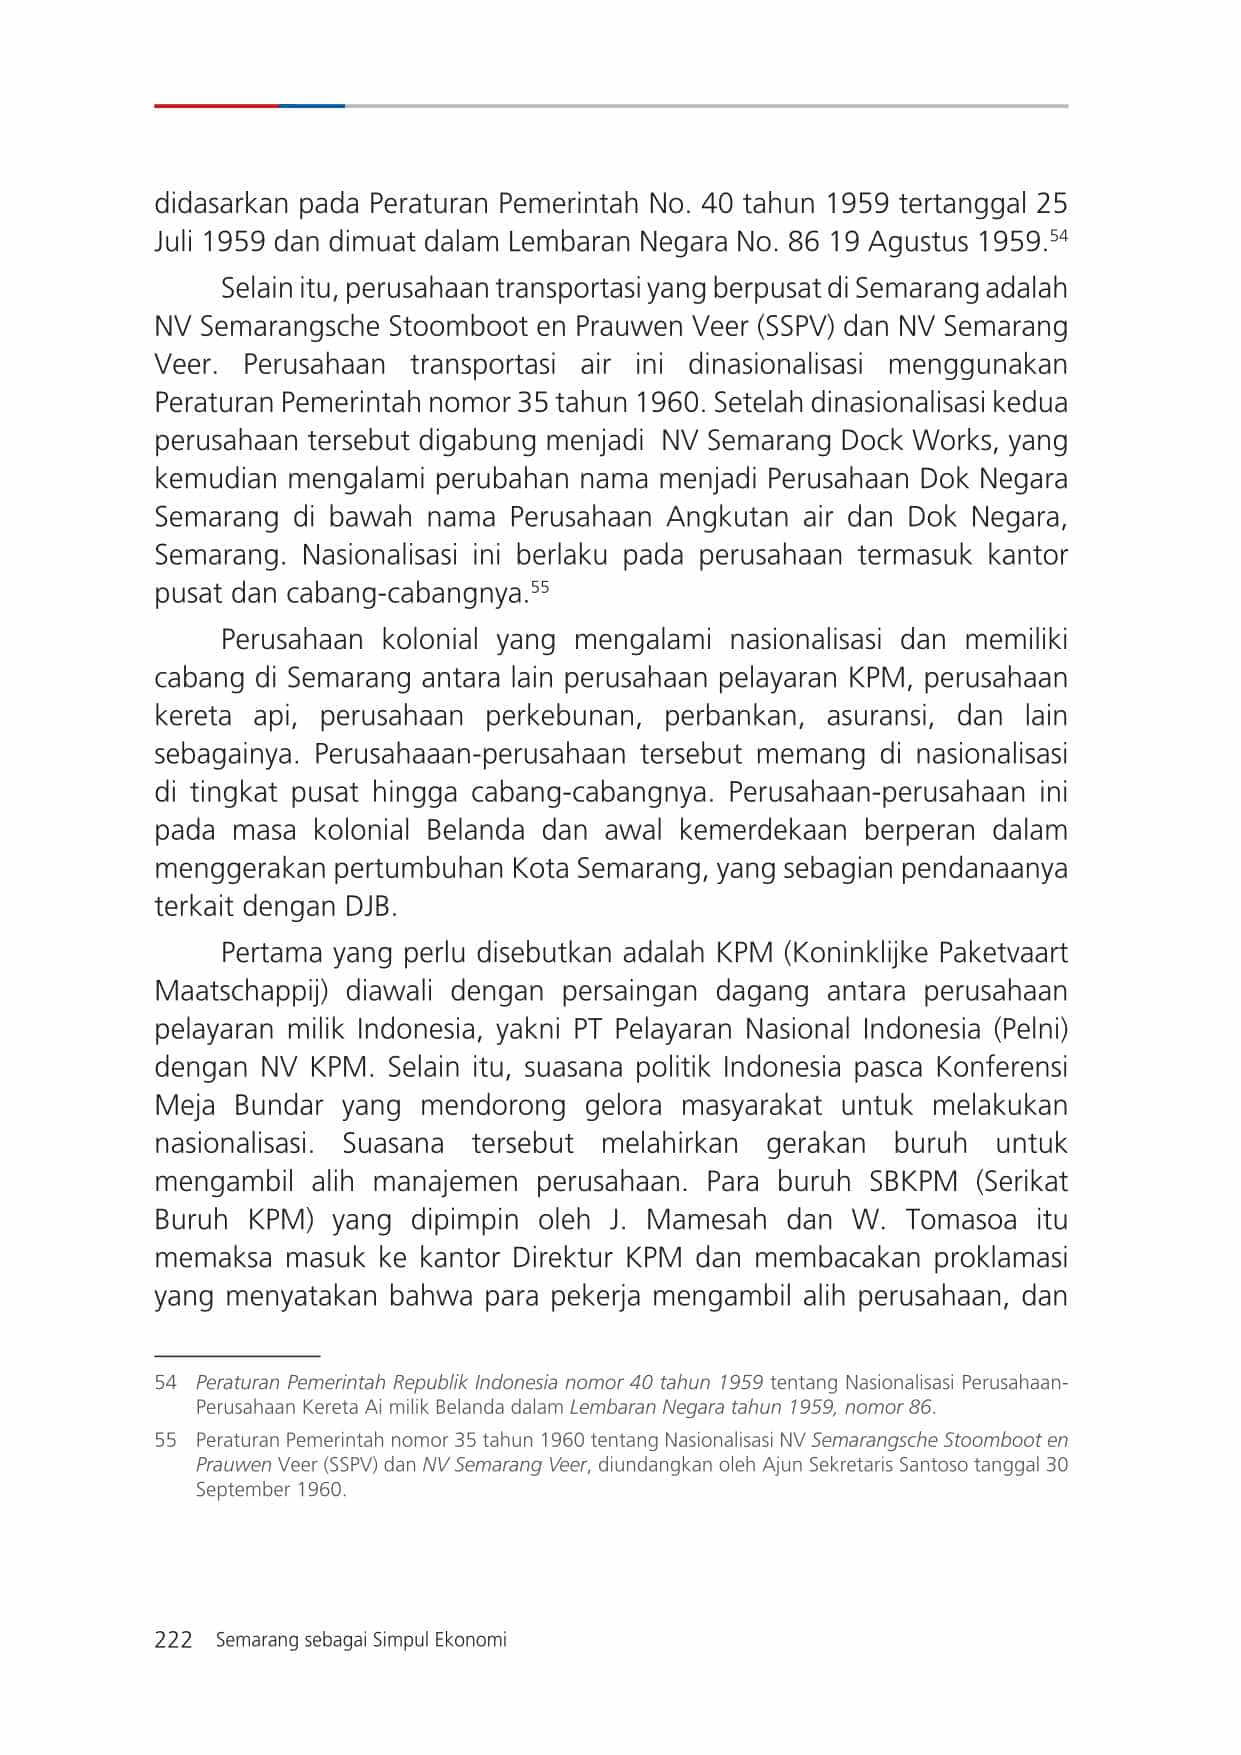 didasarkan pada Peraturan Pemerintah No. 40 tahun 1959 tertanggal 25
Juli 1959 dan dimuat dalam Lembaran Negara No. 86 19 Agustus 1959.54
Selain itu, perusahaan transportasi yang berpusat di Semarang adalah
NV Semarangsche Stoomboot en Prauwen Veer (SSPV) dan NV Semarang
Veer. Perusahaan transportasi air ini dinasionalisasi menggunakan
Peraturan Pemerintah nomor 35 tahun 1960. Setelah dinasionalisasi kedua
perusahaan tersebut digabung menjadi  NV Semarang Dock Works, yang
kemudian mengalami perubahan nama menjadi Perusahaan Dok Negara
Semarang di bawah nama Perusahaan Angkutan air dan Dok Negara,
Semarang. Nasionalisasi ini berlaku pada perusahaan termasuk kantor
pusat dan cabang-cabangnya.55
Perusahaan kolonial yang mengalami nasionalisasi dan memiliki
cabang di Semarang antara lain perusahaan pelayaran KPM, perusahaan
kereta api, perusahaan perkebunan, perbankan, asuransi, dan lain
sebagainya. Perusahaaan-perusahaan tersebut memang di nasionalisasi
di tingkat pusat hingga cabang-cabangnya. Perusahaan-perusahaan ini
pada masa kolonial Belanda dan awal kemerdekaan berperan dalam
menggerakan pertumbuhan Kota Semarang, yang sebagian pendanaanya
terkait dengan DJB.
Pertama yang perlu disebutkan adalah KPM (Koninklijke Paketvaart
Maatschappij) diawali dengan persaingan dagang antara perusahaan
pelayaran milik Indonesia, yakni PT Pelayaran Nasional Indonesia (Pelni)
dengan NV KPM. Selain itu, suasana politik Indonesia pasca Konferensi
Meja Bundar yang mendorong gelora masyarakat untuk melakukan
nasionalisasi. Suasana tersebut melahirkan gerakan buruh untuk
mengambil alih manajemen perusahaan. Para buruh SBKPM (Serikat
Buruh KPM) yang dipimpin oleh J. Mamesah dan W. Tomasoa itu
memaksa masuk ke kantor Direktur KPM dan membacakan proklamasi
yang menyatakan bahwa para pekerja mengambil alih perusahaan, dan
54 Peraturan Pemerintah Republik Indonesia nomor 40 tahun 1959 tentang Nasionalisasi Perusahaan-
Perusahaan Kereta Ai milik Belanda dalam Lembaran Negara tahun 1959, nomor 86.
55 Peraturan Pemerintah nomor 35 tahun 1960 tentang Nasionalisasi NV Semarangsche Stoomboot en
Prauwen Veer (SSPV) dan NV Semarang Veer, diundangkan oleh Ajun Sekretaris Santoso tanggal 30
September 1960.
222 Semarang sebagai Simpul Ekonomi